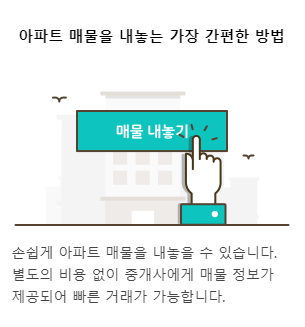 아파트 매물을 내놓는 가장 간편한 방법
매물 내놓기
손쉽게 아파트 매물을 내놓을 수 있습니다.
별도의 비용 없이 중개사에게 매물 정보가
제공되어 빠른 거래가 가능합니다.